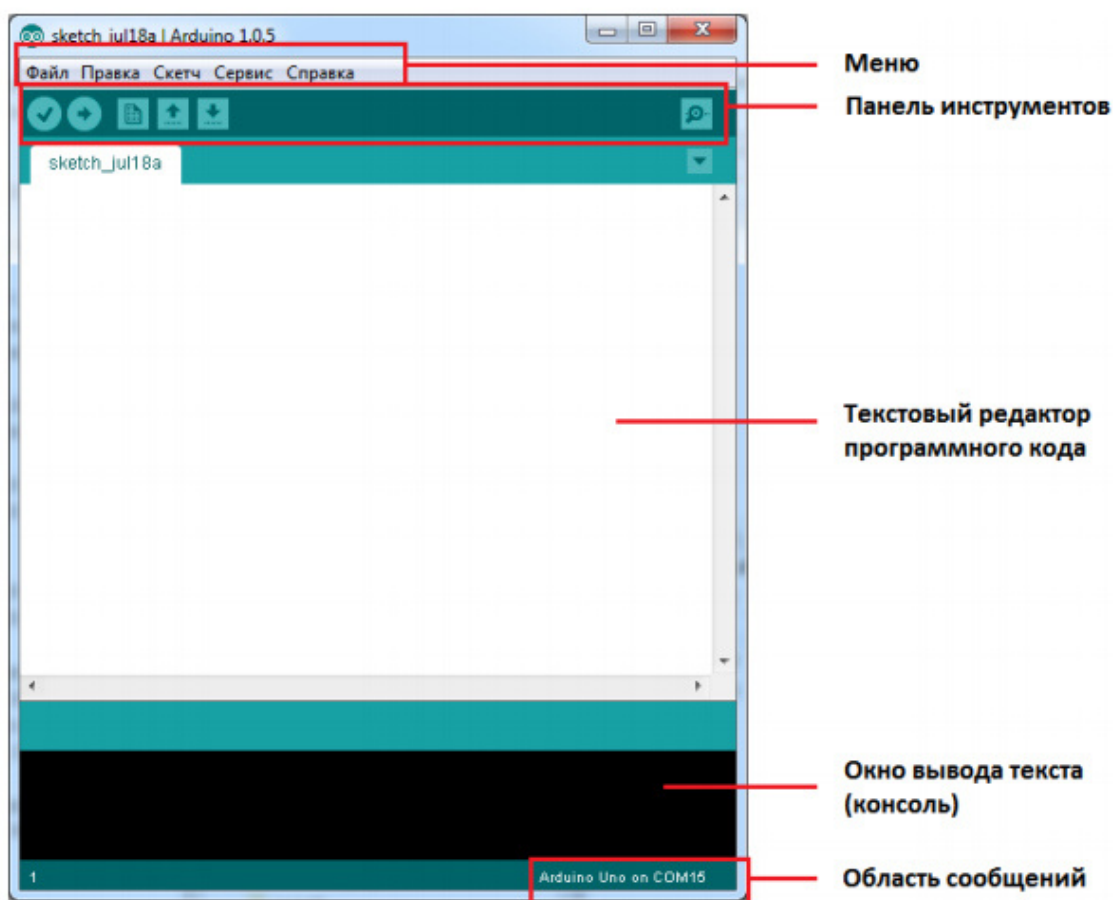 sketch_jul18a | Arduino 1.0.5
Файл Правка Скетч Сервис Справка
Меню
Панель инструментов
sketch_jul18a
Текстовый редактор
программного кода
Окно вывода текста
(консоль)
1
Arduino Uno on COM15
Область сообщений